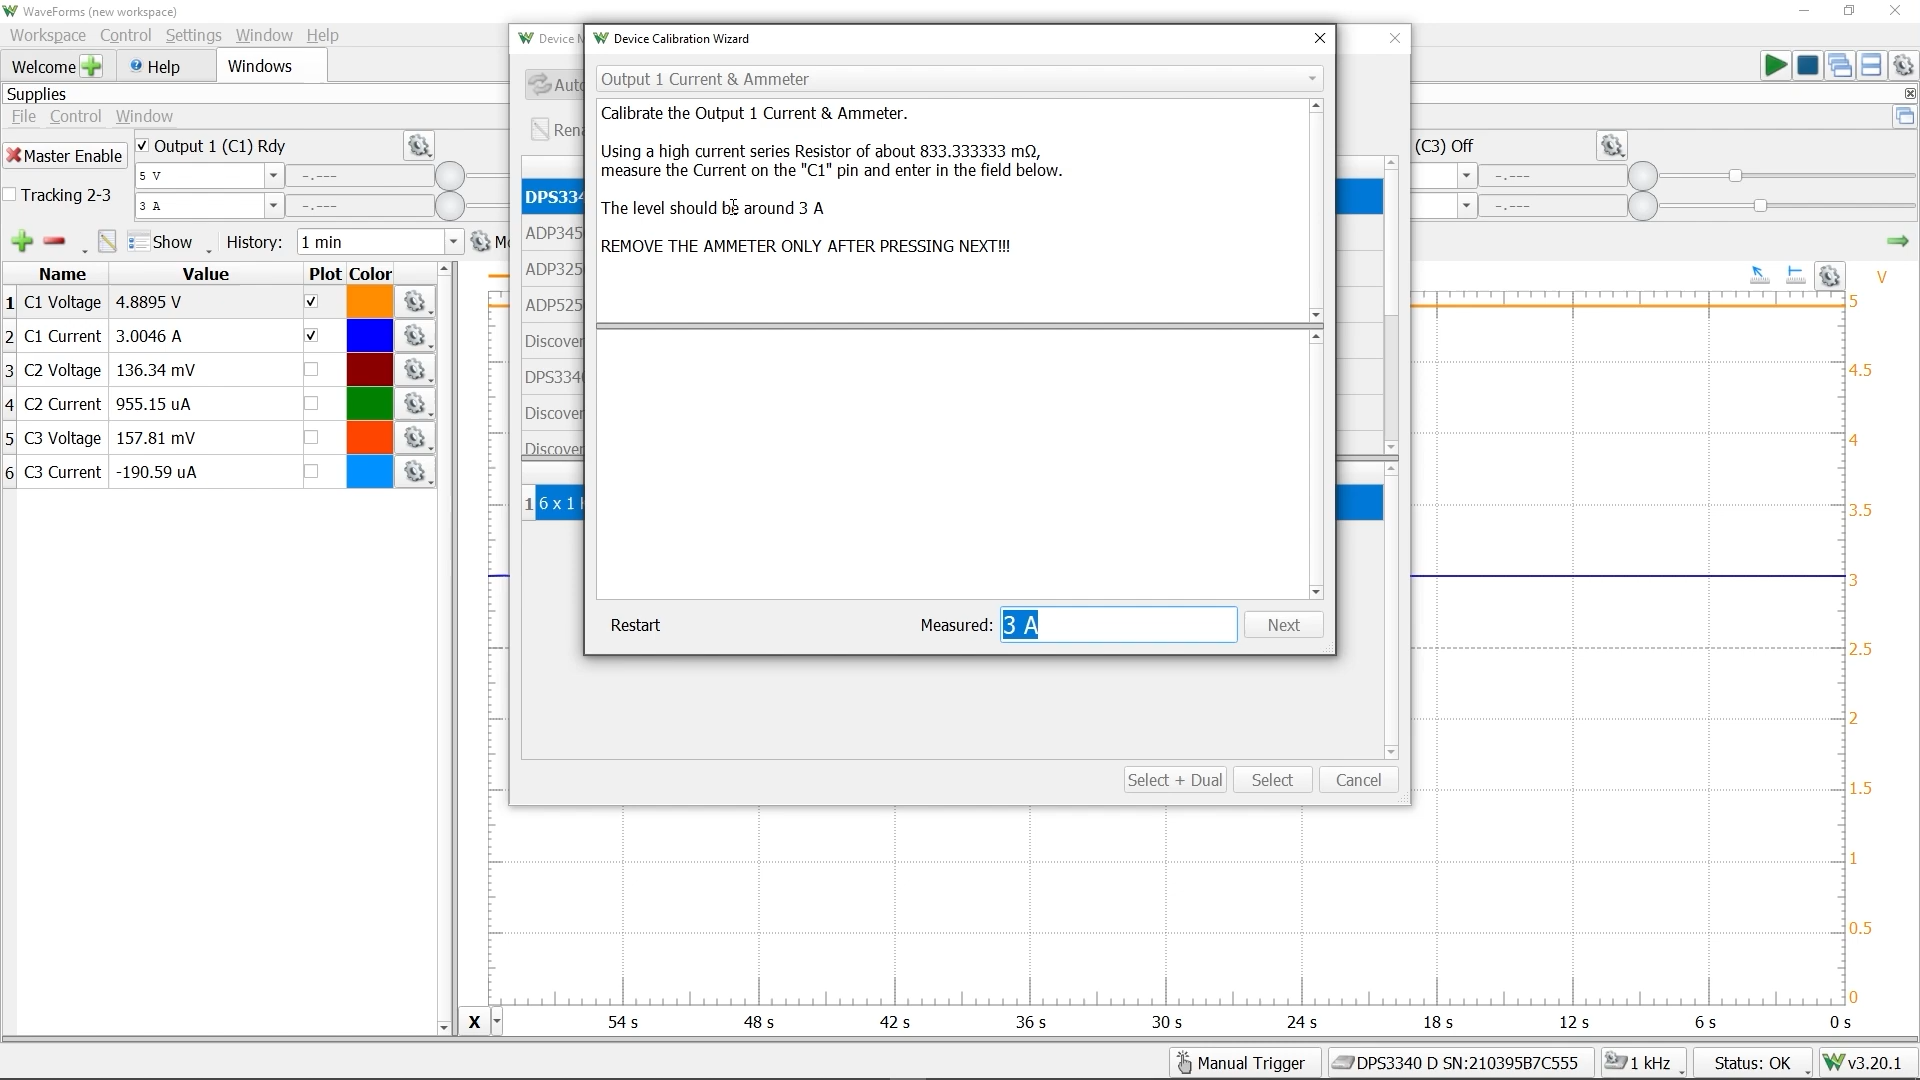 WaveForms (new workspace)
Workspace Control Settings Window Help
Welcome Help Windows
Supplies
File Control Window
Master Enable
Output 1 (C1) Rdy
5 V
-.---
Tracking 2-3
3 A
-.---
Show
History:
1 min
Name Value Plot Color
1 C1 Voltage 4.8895 V
2 C1 Current 3.0046 A
3 C2 Voltage 136.34 mV
4 C2 Current 955.15 uA
5 C3 Voltage 157.81 mV
6 C3 Current -190.59 uA
Device M
Auto
Rena
DPS334
ADP345
ADP325
ADP525
Discover
DPS334
Discover
Discover
1 6 x 1
Select + Dual Select Cancel
Device Calibration Wizard
Output 1 Current & Ammeter
Calibrate the Output 1 Current & Ammeter.
Using a high current series Resistor of about 833.333333 mΩ,
measure the Current on the "C1" pin and enter in the field below.
The level should be around 3 A
REMOVE THE AMMETER ONLY AFTER PRESSING NEXT!!!
Restart
Measured: 3 A
Next
(C3) Off
-.---
-.---
V
5
4.5
4
3.5
3
2.5
2
1.5
1
0.5
0
X 54 s 48 s 42 s 36 s 30 s 24 s 18 s 12 s 6 s 0 s
Manual Trigger DPS3340 D SN:210395B7C555 1 kHz Status: OK v3.20.1